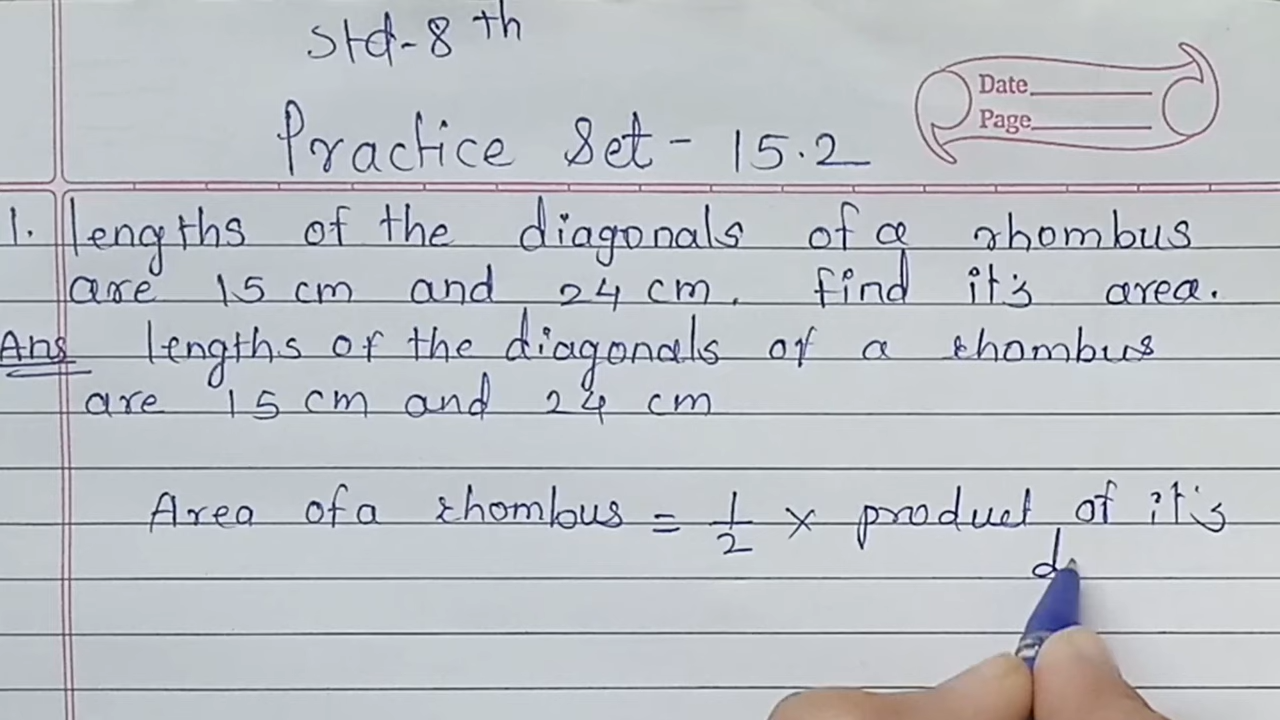 Std-8th
Date
Page
Practice Set - 15.2
1. lengths of the diagonals of a rhombus
are 15 cm and 24 cm. find it's area.
Ans lengths of the diagonals of a rhombus
are 15 cm and 24 cm
Area of a rhombus = 1/2 × product of it's
d